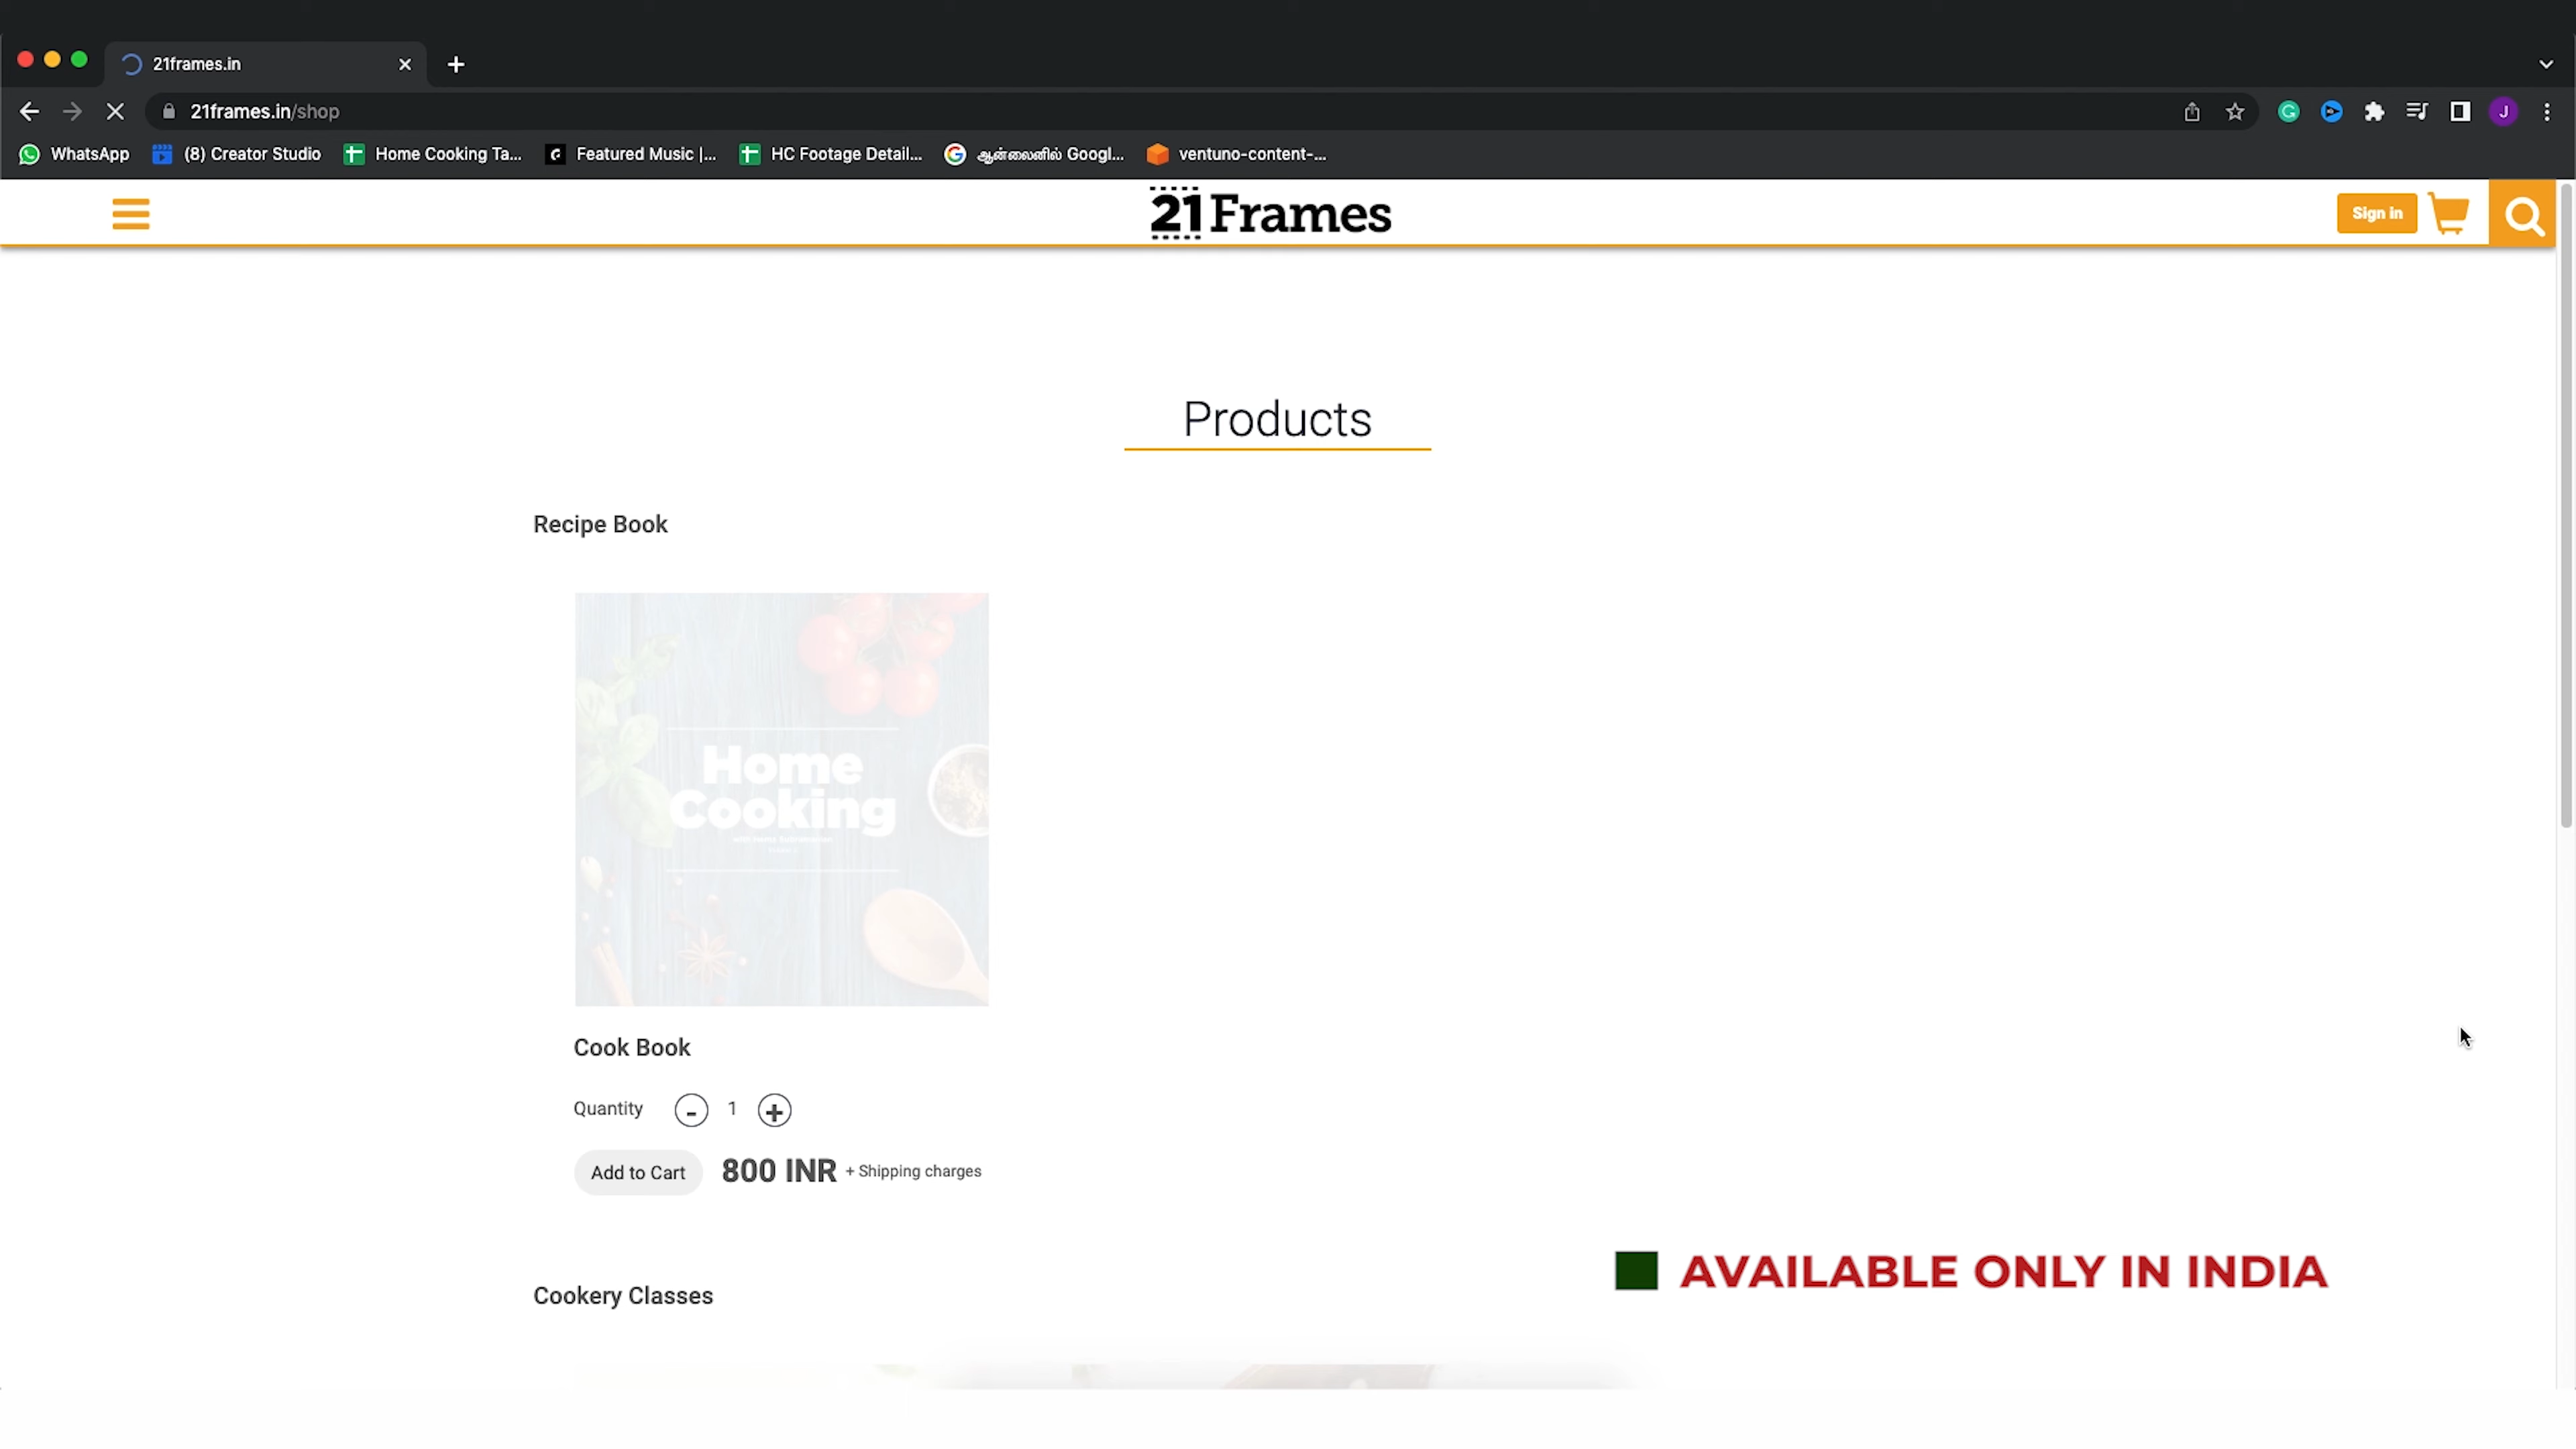 21frames.in
21frames.in/shop
WhatsApp (8) Creator Studio Home Cooking Ta... Featured Music |... HC Footage Detail... ஆன்லைனில் Googl... ventuno-content-...
J
21 Frames
Sign in
Products
Recipe Book
Home
Cooking
Cook Book
Quantity - 1 +
Add to Cart 800 INR + Shipping charges
AVAILABLE ONLY IN INDIA
Cookery Classes